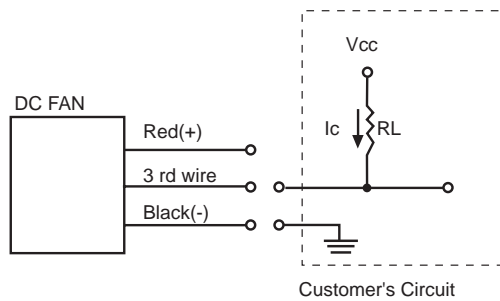 Vcc
DC FAN
Red(+)
Ic
RL
3 rd wire
Black(-)
Customer's Circuit